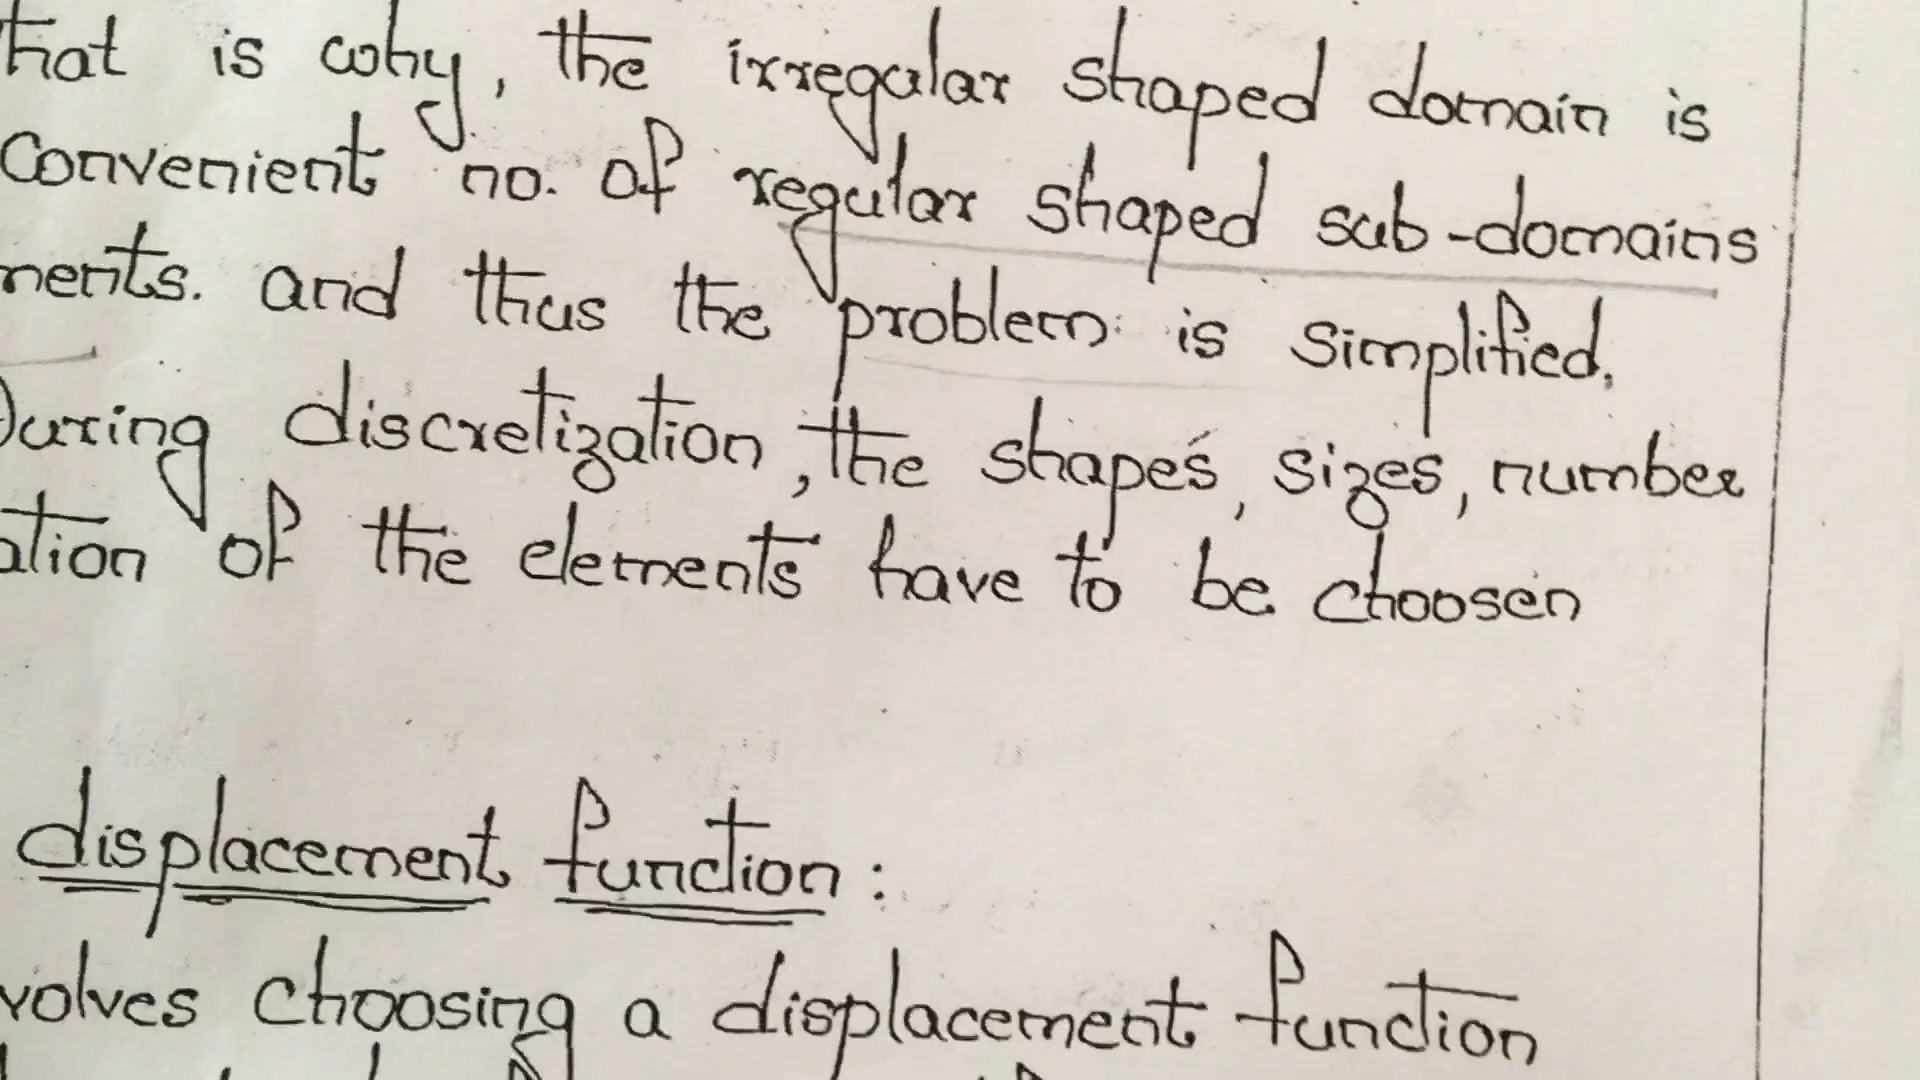 that is why, the irregular shaped domain is
Convenient no. of regular shaped sub-domains
ments. and thus the problem is simplified.
During discretization, the shapes, sizes, number
ation of the elements have to be choosen
displacement function :
volves choosing a displacement function